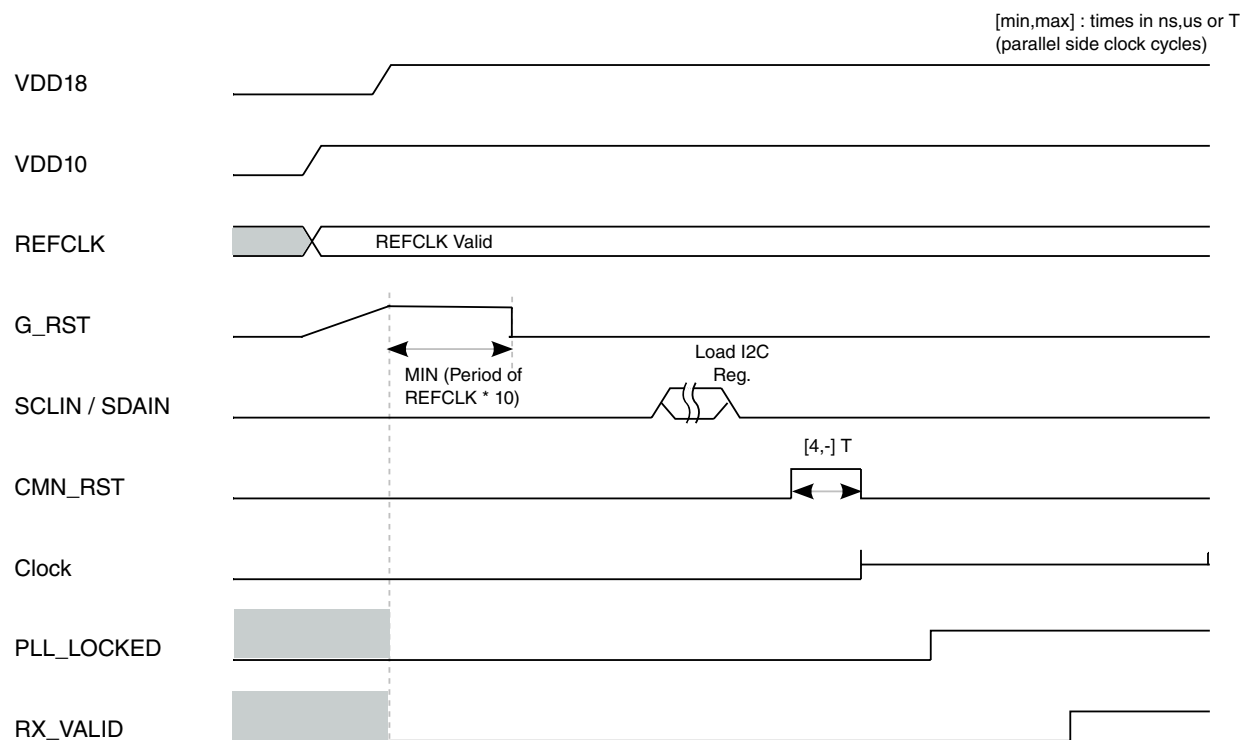 [min,max] : times in ns,us or T
(parallel side clock cycles)
VDD18
VDD10
REFCLK
REFCLK Valid
G_RST
MIN (Period of
REFCLK * 10)
Load I2C
Reg.
SCLIN / SDAIN
[4,-] T
CMN_RST
Clock
PLL_LOCKED
RX_VALID